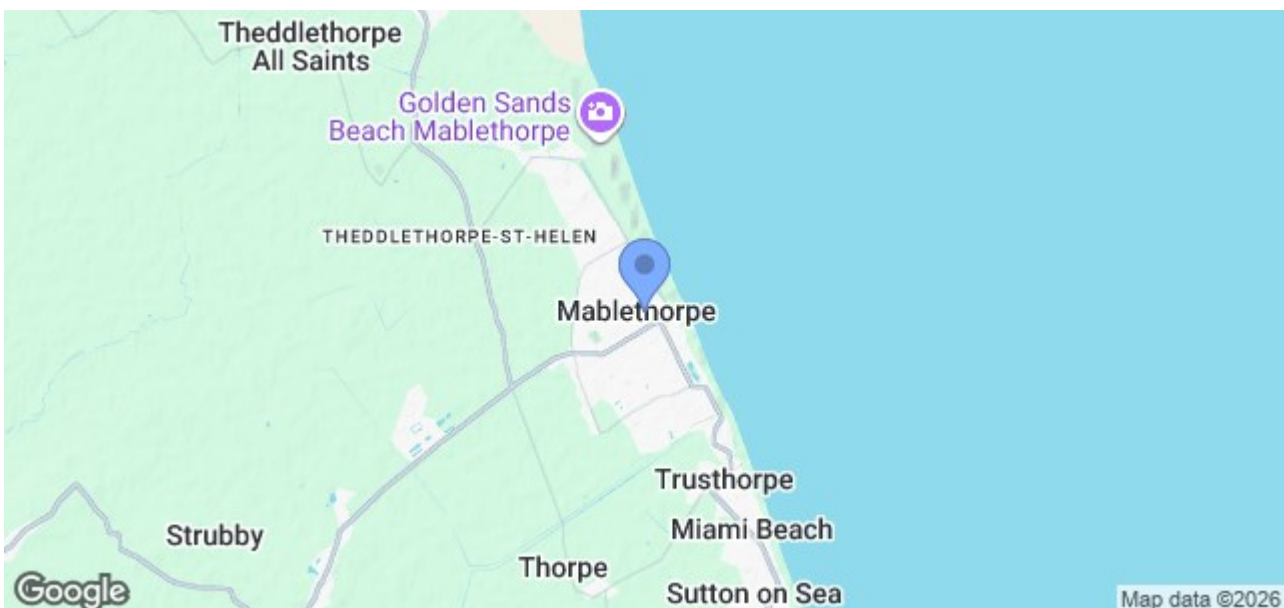 Theddlethorpe
All Saints
Golden Sands
Beach Mablethorpe
THEDDLETHORPE-ST-HELEN
Mablethorpe
Trusthorpe
Miami Beach
Strubby
Thorpe
Sutton on Sea
Google
Map data ©2026